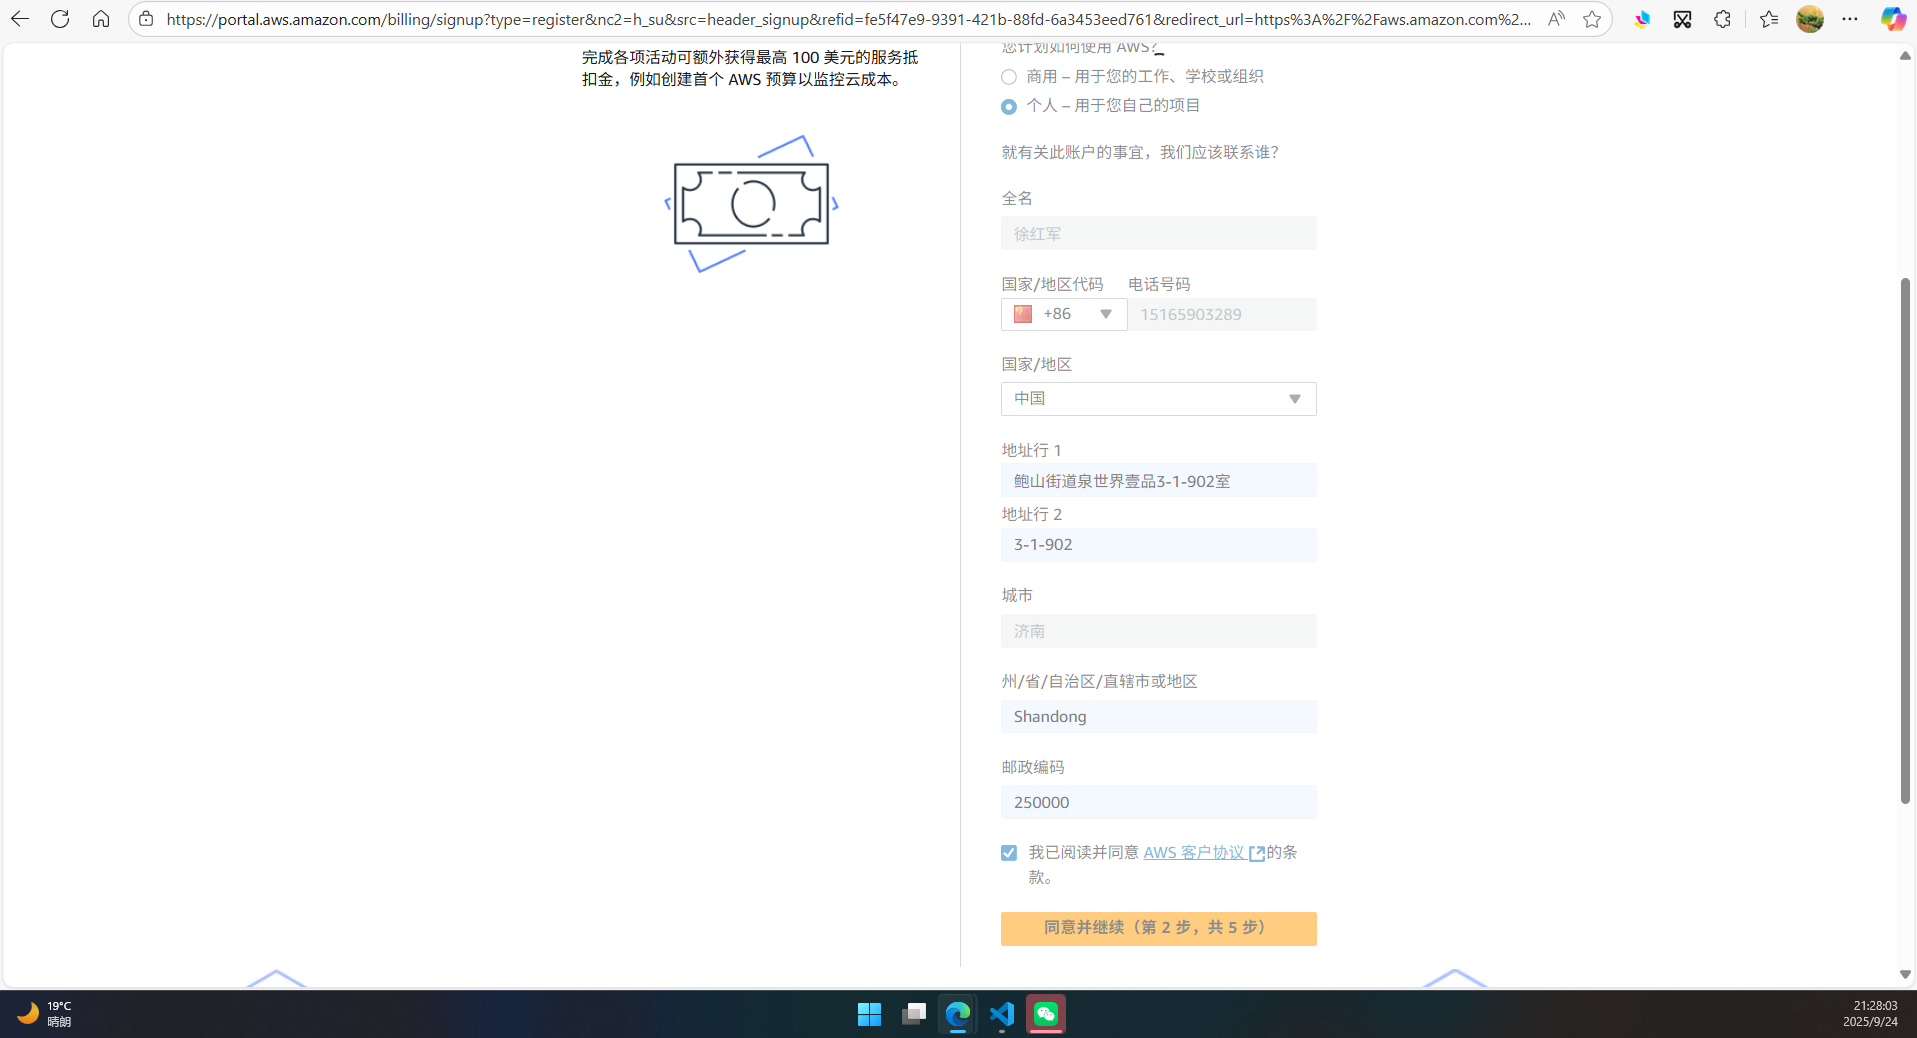 https://portal.aws.amazon.com/billing/signup?type=register&nc2=h_su&src=header_signup&refid=fe5f47e9-9391-421b-88fd-6a3453eed761&redirect_url=https%3A%2F%2Faws.amazon.com%2...
完成各项活动可额外获得最高 100 美元的服务抵
扣金，例如创建首个 AWS 预算以监控云成本。
您计划如何使用 AWS？
商用 – 用于您的工作、学校或组织
个人 – 用于您自己的项目
就有关此账户的事宜，我们应该联系谁？
全名
徐红军
国家/地区代码 电话号码
+86 15165903289
国家/地区
中国
地址行 1
鲍山街道泉世界壹品3-1-902室
地址行 2
3-1-902
城市
济南
州/省/自治区/直辖市或地区
Shandong
邮政编码
250000
我已阅读并同意 AWS 客户协议 的条
款。
同意并继续（第 2 步，共 5 步）
19°C
晴朗
21:28:03
2025/9/24